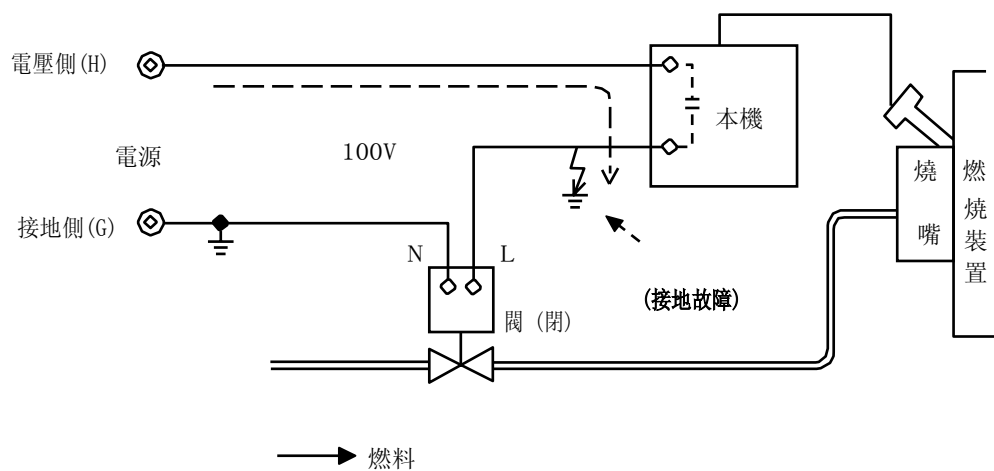 電壓側(H)
本機
電源
100V
燒嘴
燃燒裝置
接地側(G)
N
L
(接地故障)
閥 (閉)
燃料